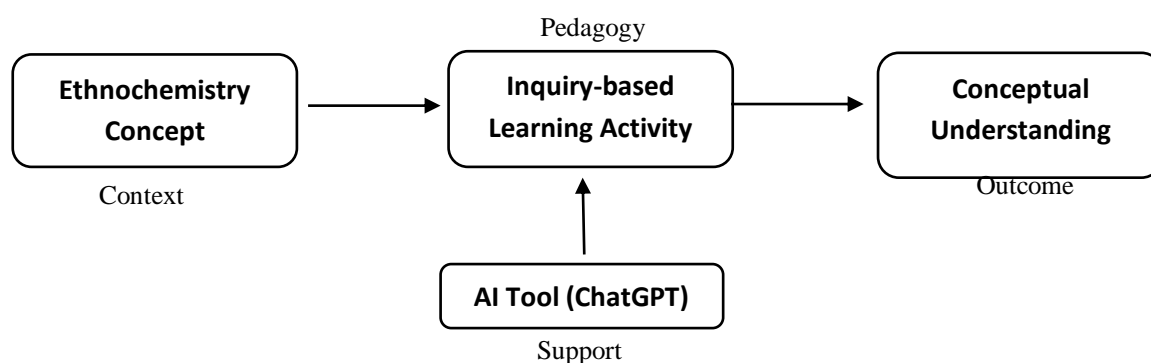 Pedagogy
Ethnochemistry
Concept
Context
Inquiry-based
Learning Activity
Conceptual
Understanding
Outcome
AI Tool (ChatGPT)
Support